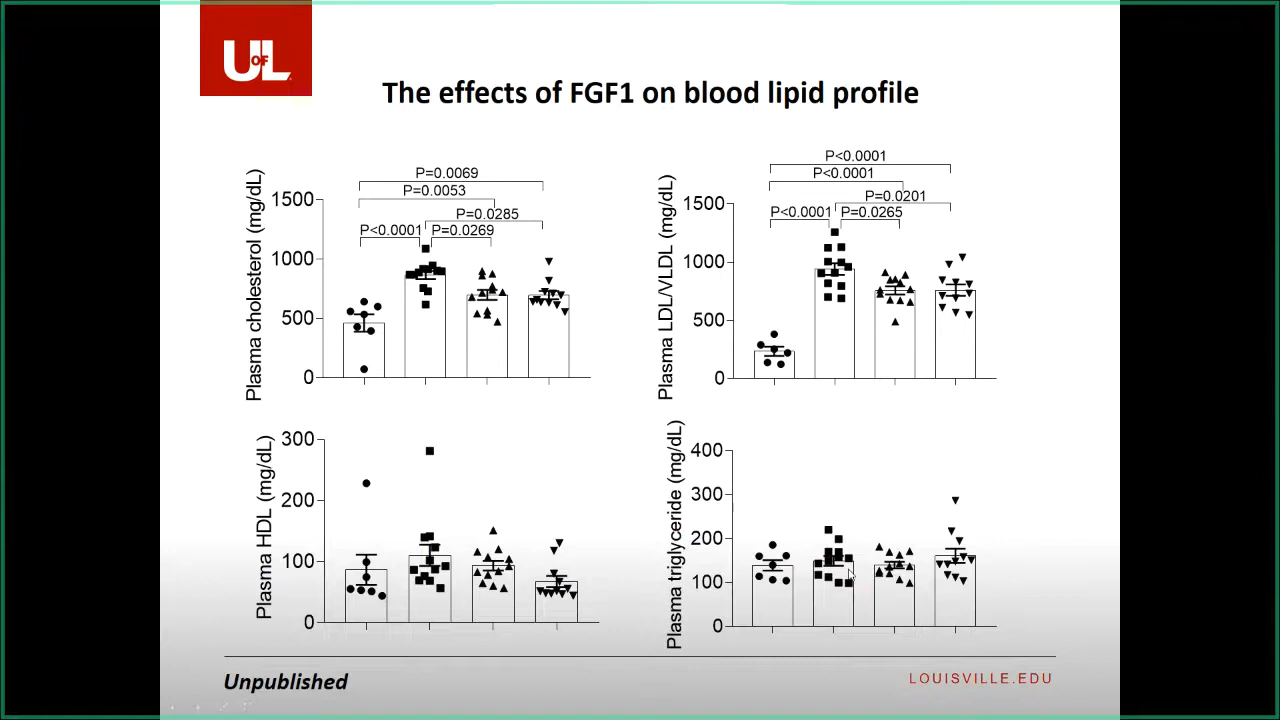 UofL
The effects of FGF1 on blood lipid profile
Plasma cholesterol (mg/dL)
1500
1000
500
0
P=0.0069
P=0.0053
P=0.0285
P<0.0001
P=0.0269
Plasma LDL/VLDL (mg/dL)
1500
1000
500
0
P<0.0001
P<0.0001
P=0.0201
P<0.0001
P=0.0265
Plasma HDL (mg/dL)
300
200
100
0
Plasma triglyceride (mg/dL)
400
300
200
100
0
Unpublished
LOUISVILLE.EDU